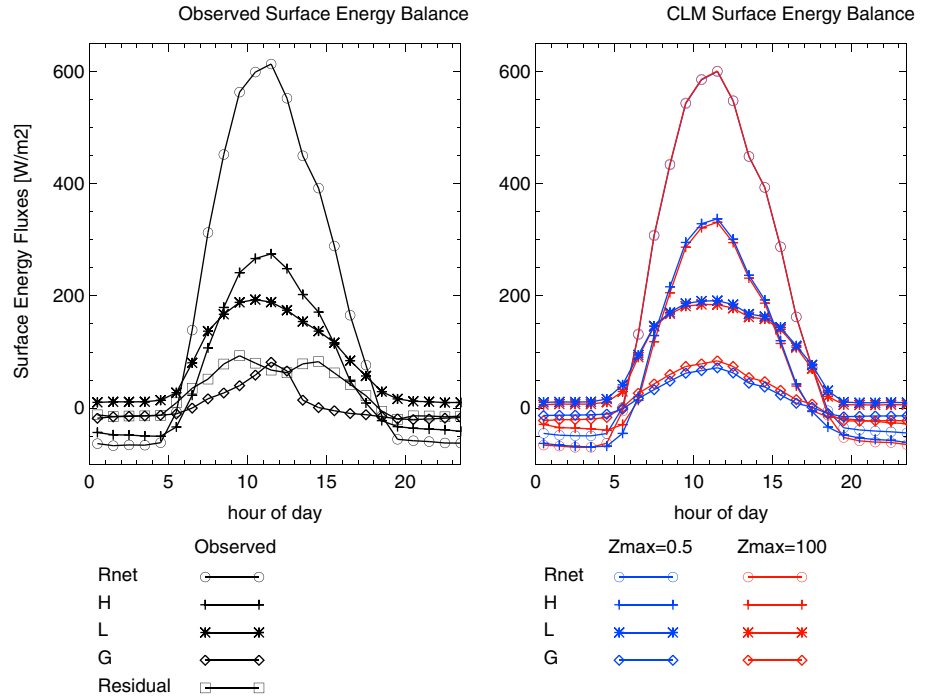 Observed Surface Energy Balance
CLM Surface Energy Balance
Surface Energy Fluxes [W/m2]
600
400
200
0
0 5 10 15 20
hour of day
600
400
200
0
0 5 10 15 20
hour of day
Observed
Rnet
H
L
G
Residual
Zmax=0.5 Zmax=100
Rnet
H
L
G